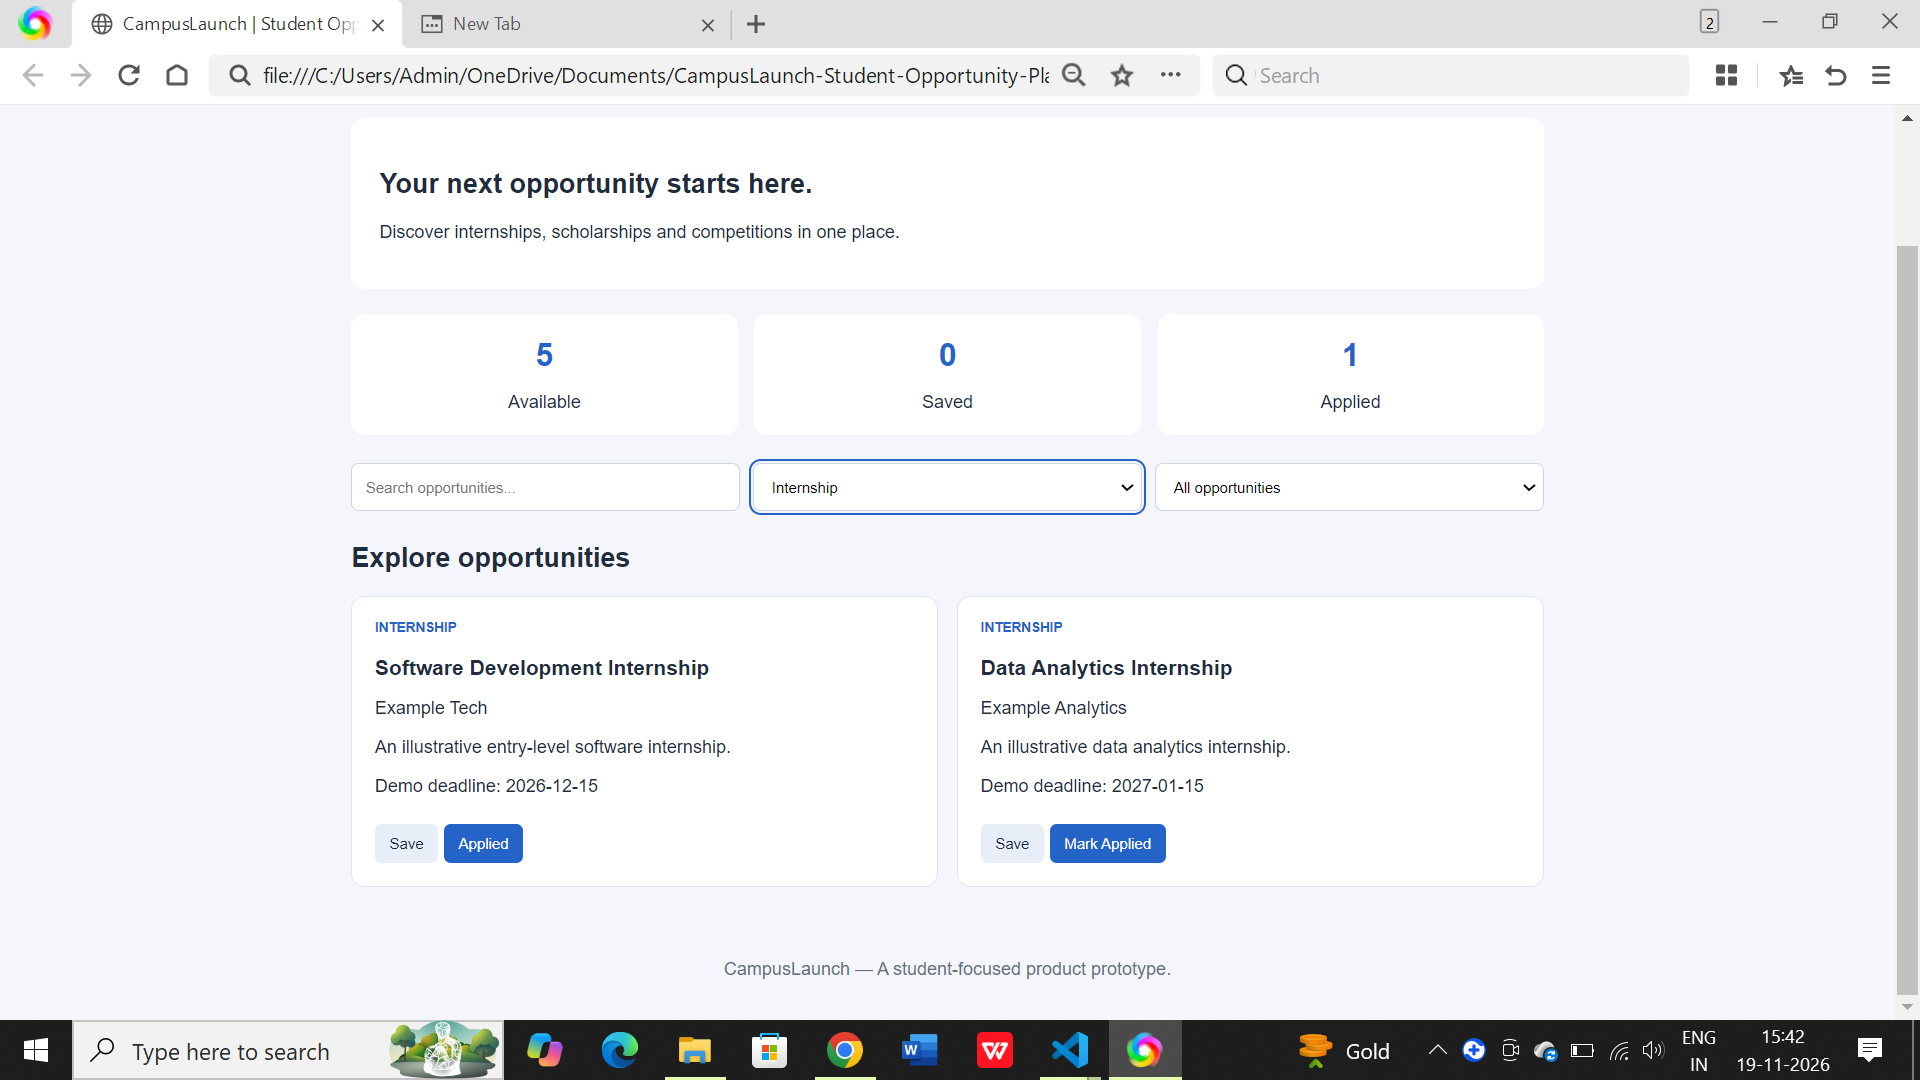 CampusLaunch | Student Opp
New Tab
2
file:///C:/Users/Admin/OneDrive/Documents/CampusLaunch-Student-Opportunity-Pla
Search
Your next opportunity starts here.
Discover internships, scholarships and competitions in one place.
5
Available
0
Saved
1
Applied
Search opportunities...
Internship
All opportunities
Explore opportunities
INTERNSHIP
Software Development Internship
Example Tech
An illustrative entry-level software internship.
Demo deadline: 2026-12-15
Save
Applied
INTERNSHIP
Data Analytics Internship
Example Analytics
An illustrative data analytics internship.
Demo deadline: 2027-01-15
Save
Mark Applied
CampusLaunch — A student-focused product prototype.
Type here to search
W
W
Gold
ENG
IN
15:42
19-11-2026